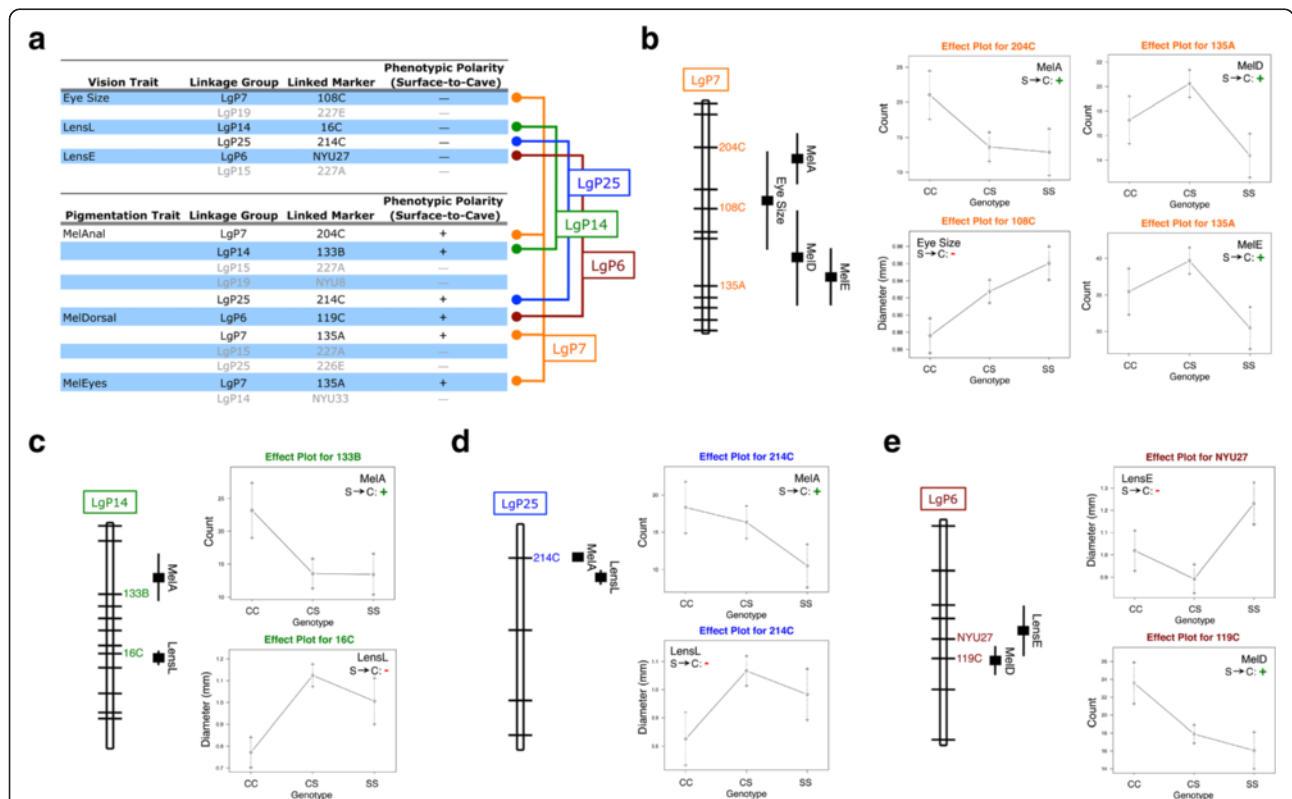 a
Vision Trait Linkage Group Linked Marker Phenotypic Polarity (Surface-to-Cave)
Eye Size LgP7 108C —
LgP19 227E —
LensL LgP14 16C —
LgP25 214C —
LensE LgP6 NYU27 —
LgP15 227A —
Pigmentation Trait Linkage Group Linked Marker Phenotypic Polarity (Surface-to-Cave)
MelAnal LgP7 204C +
LgP14 133B +
LgP15 227A —
LgP19 NYU8 —
LgP25 214C +
MelDorsal LgP6 119C +
LgP7 135A +
LgP15 227A —
LgP25 226E —
MelEyes LgP7 135A +
LgP14 NYU33 —
LgP25
LgP14
LgP6
LgP7
b
LgP7
204C
108C
135A
MelA
Eye Size
MelD
MelE
Effect Plot for 204C
MelA
S→C: +
Count
CC CS SS
Effect Plot for 135A
MelD
S→C: +
Count
20
18
16
14
CC CS SS
Effect Plot for 108C
Eye Size
S→C: -
Diameter (mm)
CC CS SS
Genotype
Effect Plot for 135A
MelE
S→C: +
Count
CC CS SS
Genotype
c
LgP14
133B
16C
MelA
LensL
Effect Plot for 133B
MelA
S→C: +
Count
CC CS SS
Genotype
Effect Plot for 16C
LensL
S→C: -
Diameter (mm)
CC CS SS
Genotype
d
LgP25
214C
MelA
LensL
Effect Plot for 214C
MelA
S→C: +
Count
CC CS SS
Genotype
Effect Plot for 214C
LensL
S→C: -
Diameter (mm)
CC CS SS
Genotype
e
LgP6
NYU27
119C
LensE
MelD
Effect Plot for NYU27
LensE
S→C: -
Diameter (mm)
CC CS SS
Genotype
Effect Plot for 119C
MelD
S→C: +
Count
CC CS SS
Genotype